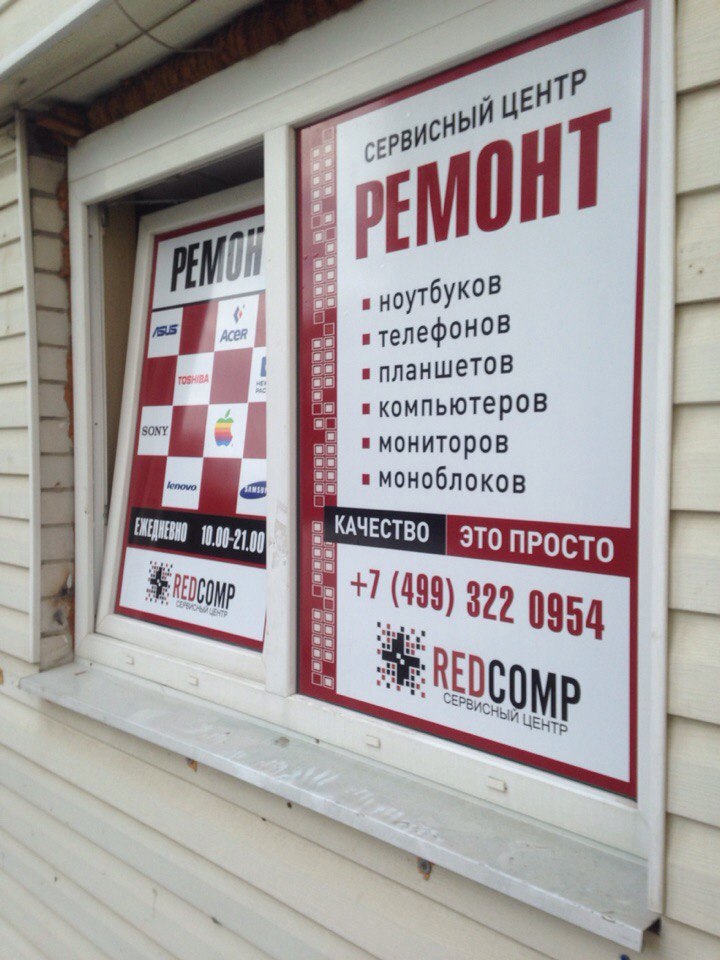 РЕМОН
ASUS
Acer
TOSHIBA
SONY
lenovo
SAMSU
ЕЖЕДНЕВНО 10.00-21.00
REDCOMP
СЕРВИСНЫЙ ЦЕНТР
СЕРВИСНЫЙ ЦЕНТР
РЕМОНТ
ноутбуков
телефонов
планшетов
компьютеров
мониторов
моноблоков
КАЧЕСТВО ЭТО ПРОСТО
+7 (499) 322 0954
REDCOMP
СЕРВИСНЫЙ ЦЕНТР